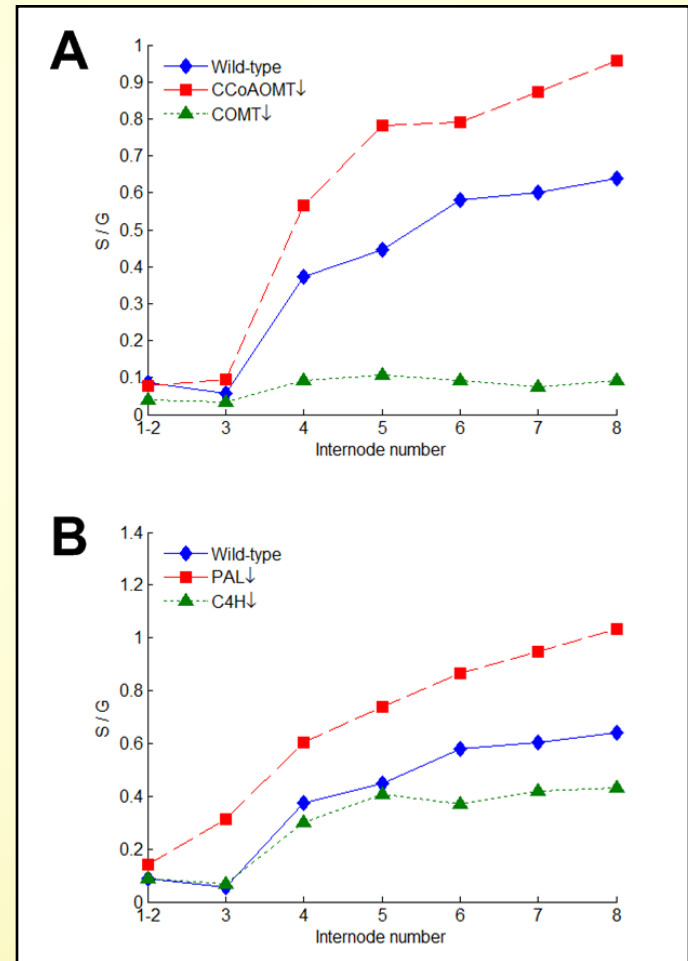 A
Wild-type
CCoAOMT↓
COMT↓
1
0.9
0.8
0.7
0.6
0.5
0.4
0.3
0.2
0.1
0
S / G
1-2 3 4 5 6 7 8
Internode number
B
Wild-type
PAL↓
C4H↓
1.4
1.2
1
0.8
0.6
0.4
0.2
0
S / G
1-2 3 4 5 6 7 8
Internode number